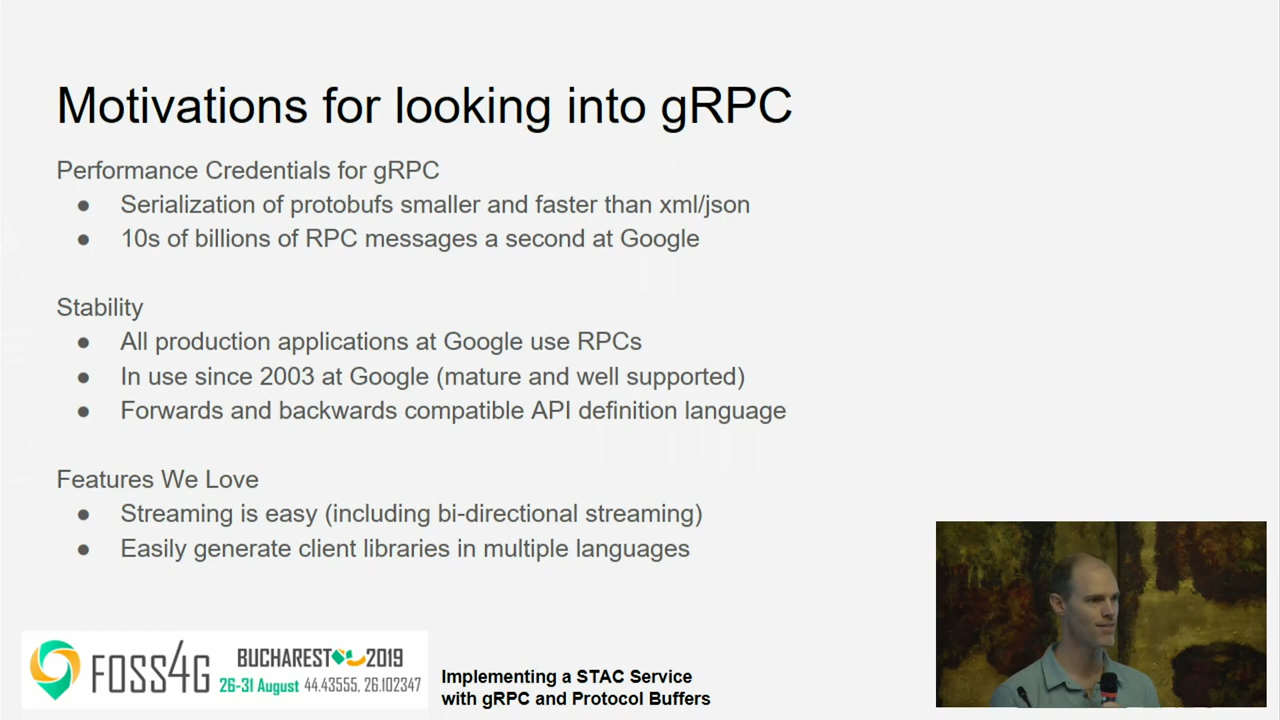 Motivations for looking into gRPC
Performance Credentials for gRPC
● Serialization of protobufs smaller and faster than xml/json
● 10s of billions of RPC messages a second at Google
Stability
● All production applications at Google use RPCs
● In use since 2003 at Google (mature and well supported)
● Forwards and backwards compatible API definition language
Features We Love
● Streaming is easy (including bi-directional streaming)
● Easily generate client libraries in multiple languages
FOSS4G
BUCHAREST 2019
26-31 August 44.43555, 26.102347
Implementing a STAC Service
with gRPC and Protocol Buffers